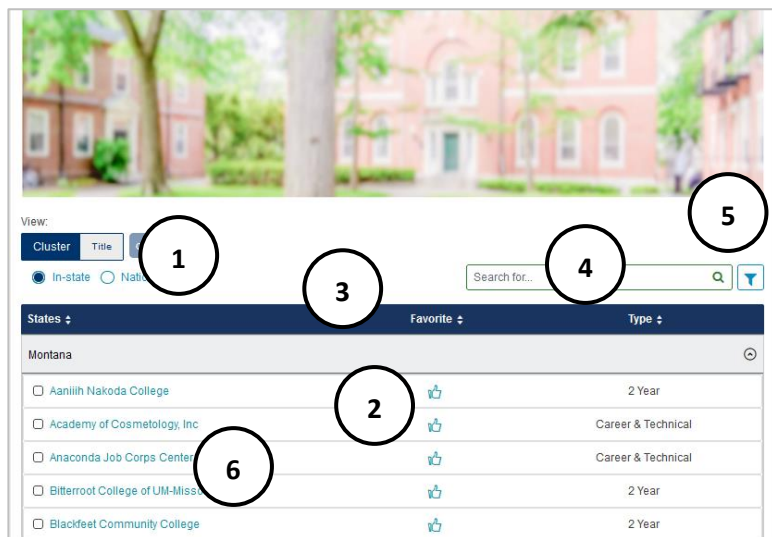 5
View:
Cluster Title
1
4
In-state
Search for...
3
States Favorite Type
Montana
Aaniiih Nakoda College 2 Year
2
Academy of Cosmetology, Inc Career & Technical
Anaconda Job Corps Center Career & Technical
6
Bitterroot College of UM-Misso 2 Year
Blackfeet Community College 2 Year